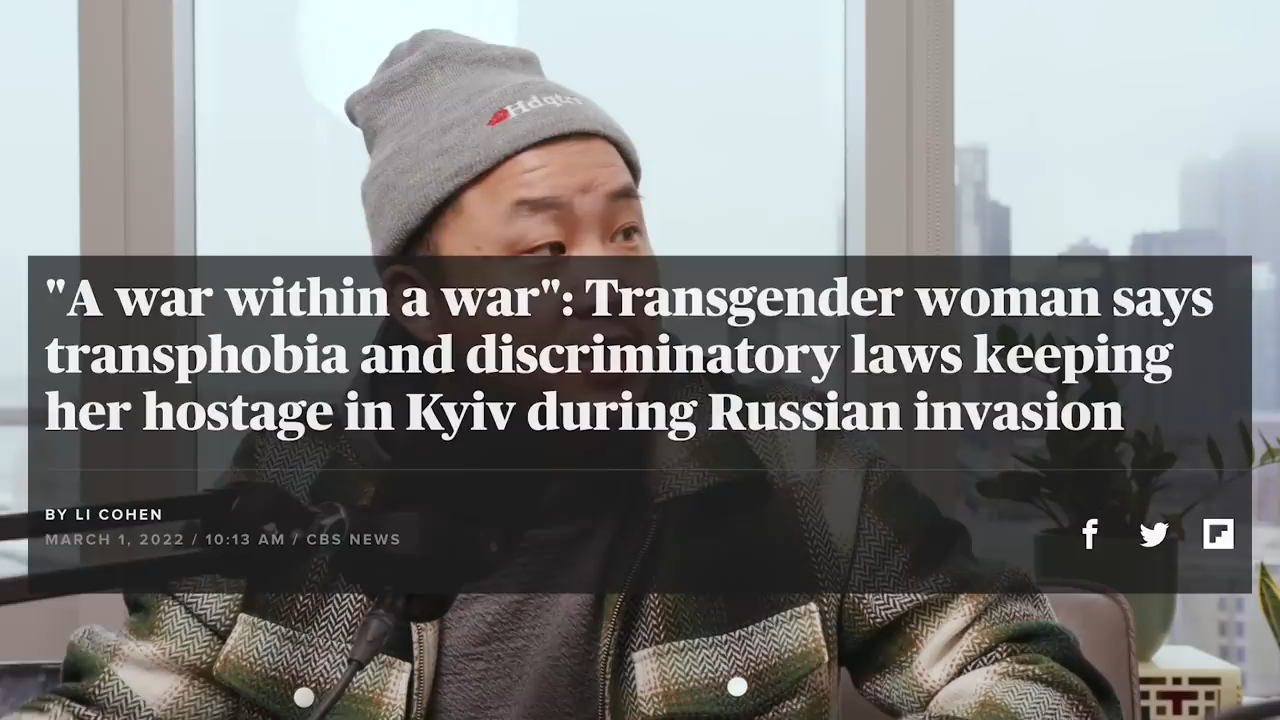 Hdqtrs
"A war within a war": Transgender woman says
transphobia and discriminatory laws keeping
her hostage in Kyiv during Russian invasion
BY LI COHEN
MARCH 1, 2022 / 10:13 AM / CBS NEWS